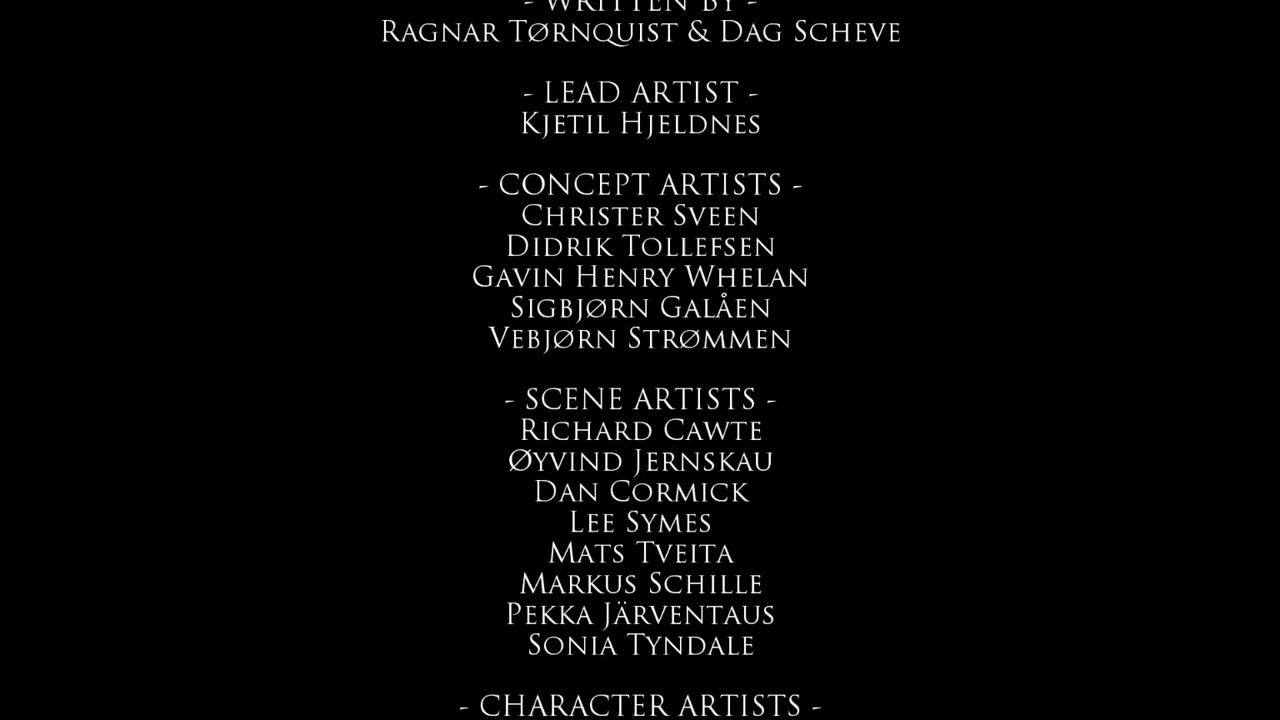 - WRITTEN BY -
RAGNAR TØRNQUIST & DAG SCHEVE
- LEAD ARTIST -
KJETIL HJELDNES
- CONCEPT ARTISTS -
CHRISTER SVEEN
DIDRIK TOLLEFSEN
GAVIN HENRY WHELAN
SIGBJØRN GALÅEN
VEBJØRN STRØMMEN
- SCENE ARTISTS -
RICHARD CAWTE
ØYVIND JERNSKAU
DAN CORMICK
LEE SYMES
MATS TVEITA
MARKUS SCHILLE
PEKKA JÄRVENTAUS
SONIA TYNDALE
- CHARACTER ARTISTS -